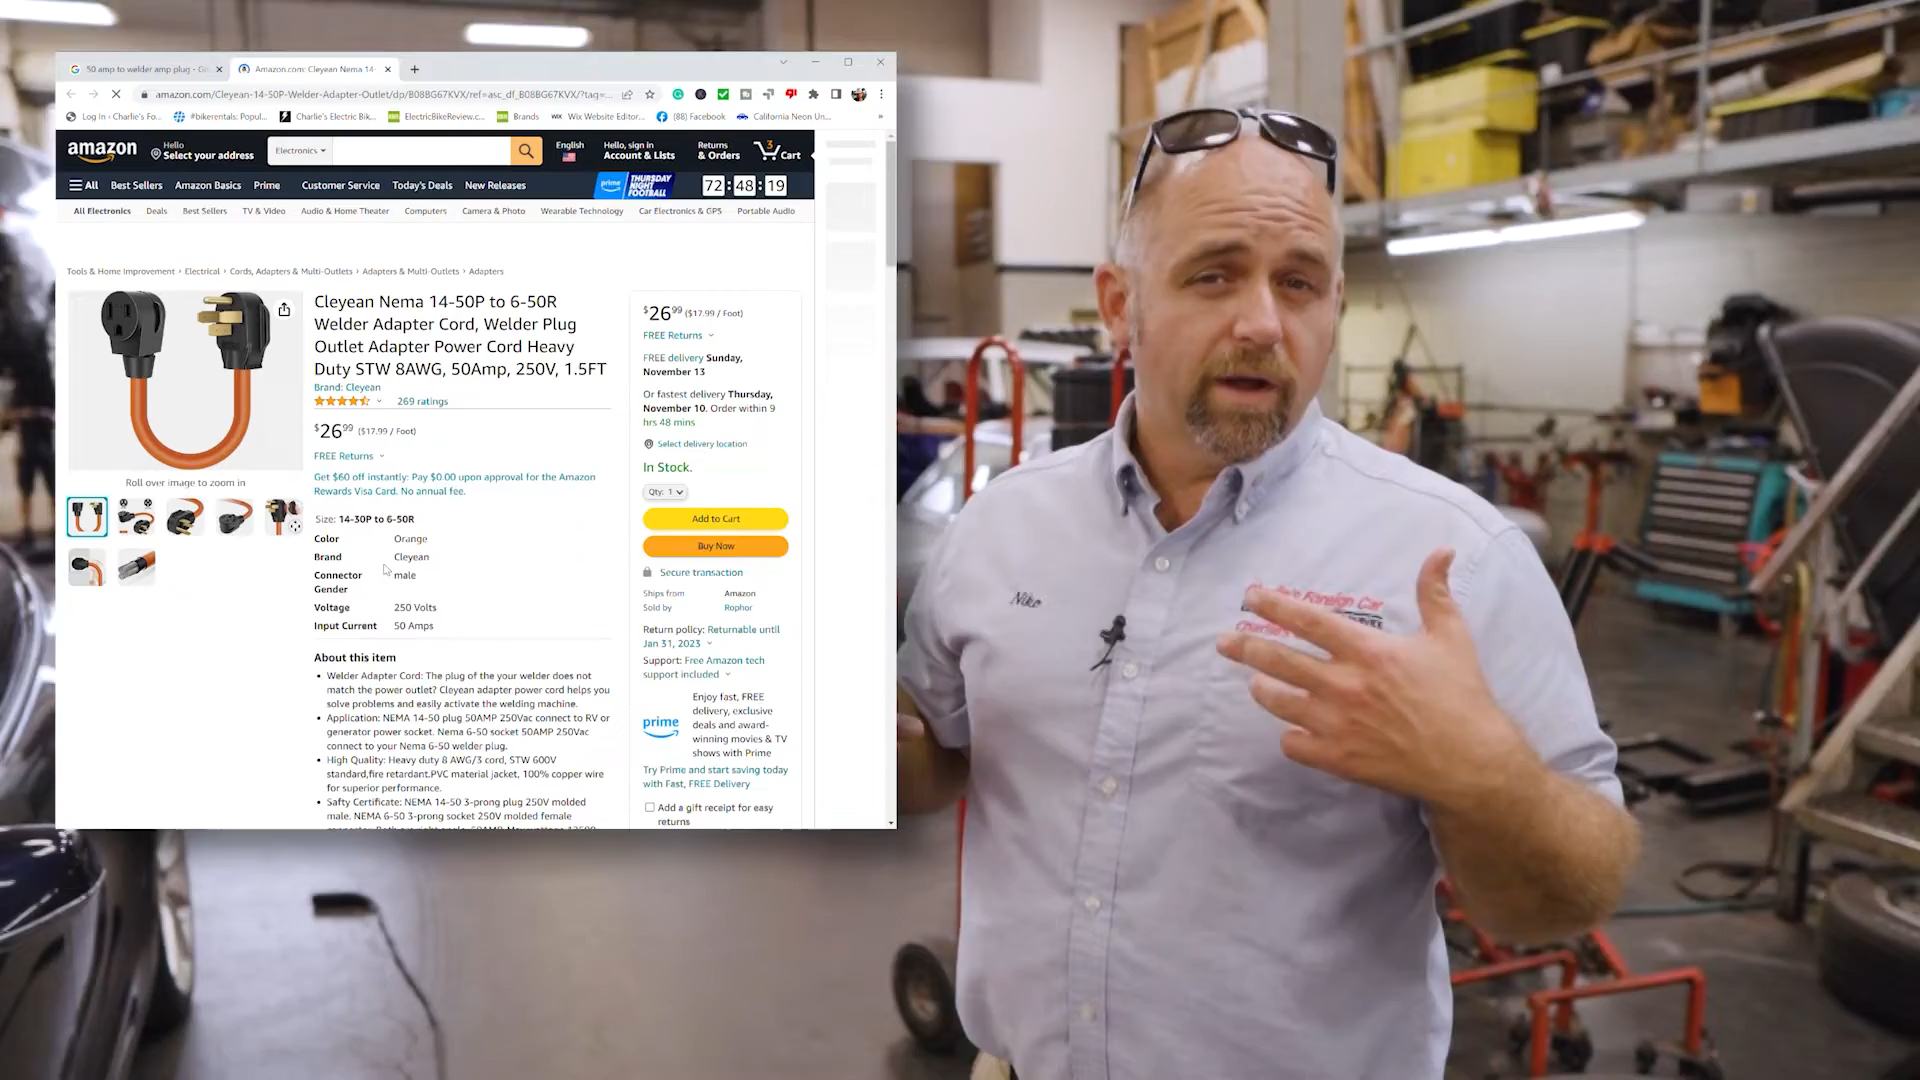 50 amp to welder amp plug - Go
Amazon.com: Cleyean Nema 14-
amazon.com/Cleyean-14-50P-Welder-Adapter-Outlet/dp/B08BG67KVX/ref=asc_df_B08BG67KVX/?tag=...
Log In ‹ Charlie's Fo...
#bikerentals: Popul...
Charlie's Electric Bik...
ElectricBikeReview.c...
Brands
WIX Wix Website Editor...
(88) Facebook
California Neon Un...
»
amazon
Hello
Select your address
Electronics
English
Hello, sign in
Account & Lists
Returns
& Orders
3
Cart
All
Best Sellers
Amazon Basics
Prime
Customer Service
Today's Deals
New Releases
prime
THURSDAY
NIGHT
FOOTBALL
72:48:19
All Electronics
Deals
Best Sellers
TV & Video
Audio & Home Theater
Computers
Camera & Photo
Wearable Technology
Car Electronics & GPS
Portable Audio
Tools & Home Improvement › Electrical › Cords, Adapters & Multi-Outlets › Adapters & Multi-Outlets › Adapters
Roll over image to zoom in
Cleyean Nema 14-50P to 6-50R
Welder Adapter Cord, Welder Plug
Outlet Adapter Power Cord Heavy
Duty STW 8AWG, 50Amp, 250V, 1.5FT
Brand: Cleyean
269 ratings
$26.99 ($17.99 / Foot)
FREE Returns
Get $60 off instantly: Pay $0.00 upon approval for the Amazon
Rewards Visa Card. No annual fee.
Size: 14-30P to 6-50R
Color Orange
Brand Cleyean
Connector male
Gender
Voltage 250 Volts
Input Current 50 Amps
About this item
• Welder Adapter Cord: The plug of the your welder does not
match the power outlet? Cleyean adapter power cord helps you
solve problems and easily activate the welding machine.
• Application: NEMA 14-50 plug 50AMP 250Vac connect to RV or
generator power socket. Nema 6-50 socket 50AMP 250Vac
connect to your Nema 6-50 welder plug.
• High Quality: Heavy duty 8 AWG/3 cord, STW 600V
standard,fire retardant.PVC material jacket, 100% copper wire
for superior performance.
• Safty Certificate: NEMA 14-50 3-prong plug 250V molded
male. NEMA 6-50 3-prong socket 250V molded female
$26.99 ($17.99 / Foot)
FREE Returns
FREE delivery Sunday,
November 13
Or fastest delivery Thursday,
November 10. Order within 9
hrs 48 mins
Select delivery location
In Stock.
Qty: 1
Add to Cart
Buy Now
Secure transaction
Ships from Amazon
Sold by Rophor
Return policy: Returnable until
Jan 31, 2023
Support: Free Amazon tech
support included
prime
Enjoy fast, FREE
delivery, exclusive
deals and award-
winning movies & TV
shows with Prime
Try Prime and start saving today
with Fast, FREE Delivery
Add a gift receipt for easy
returns
Foreign Car